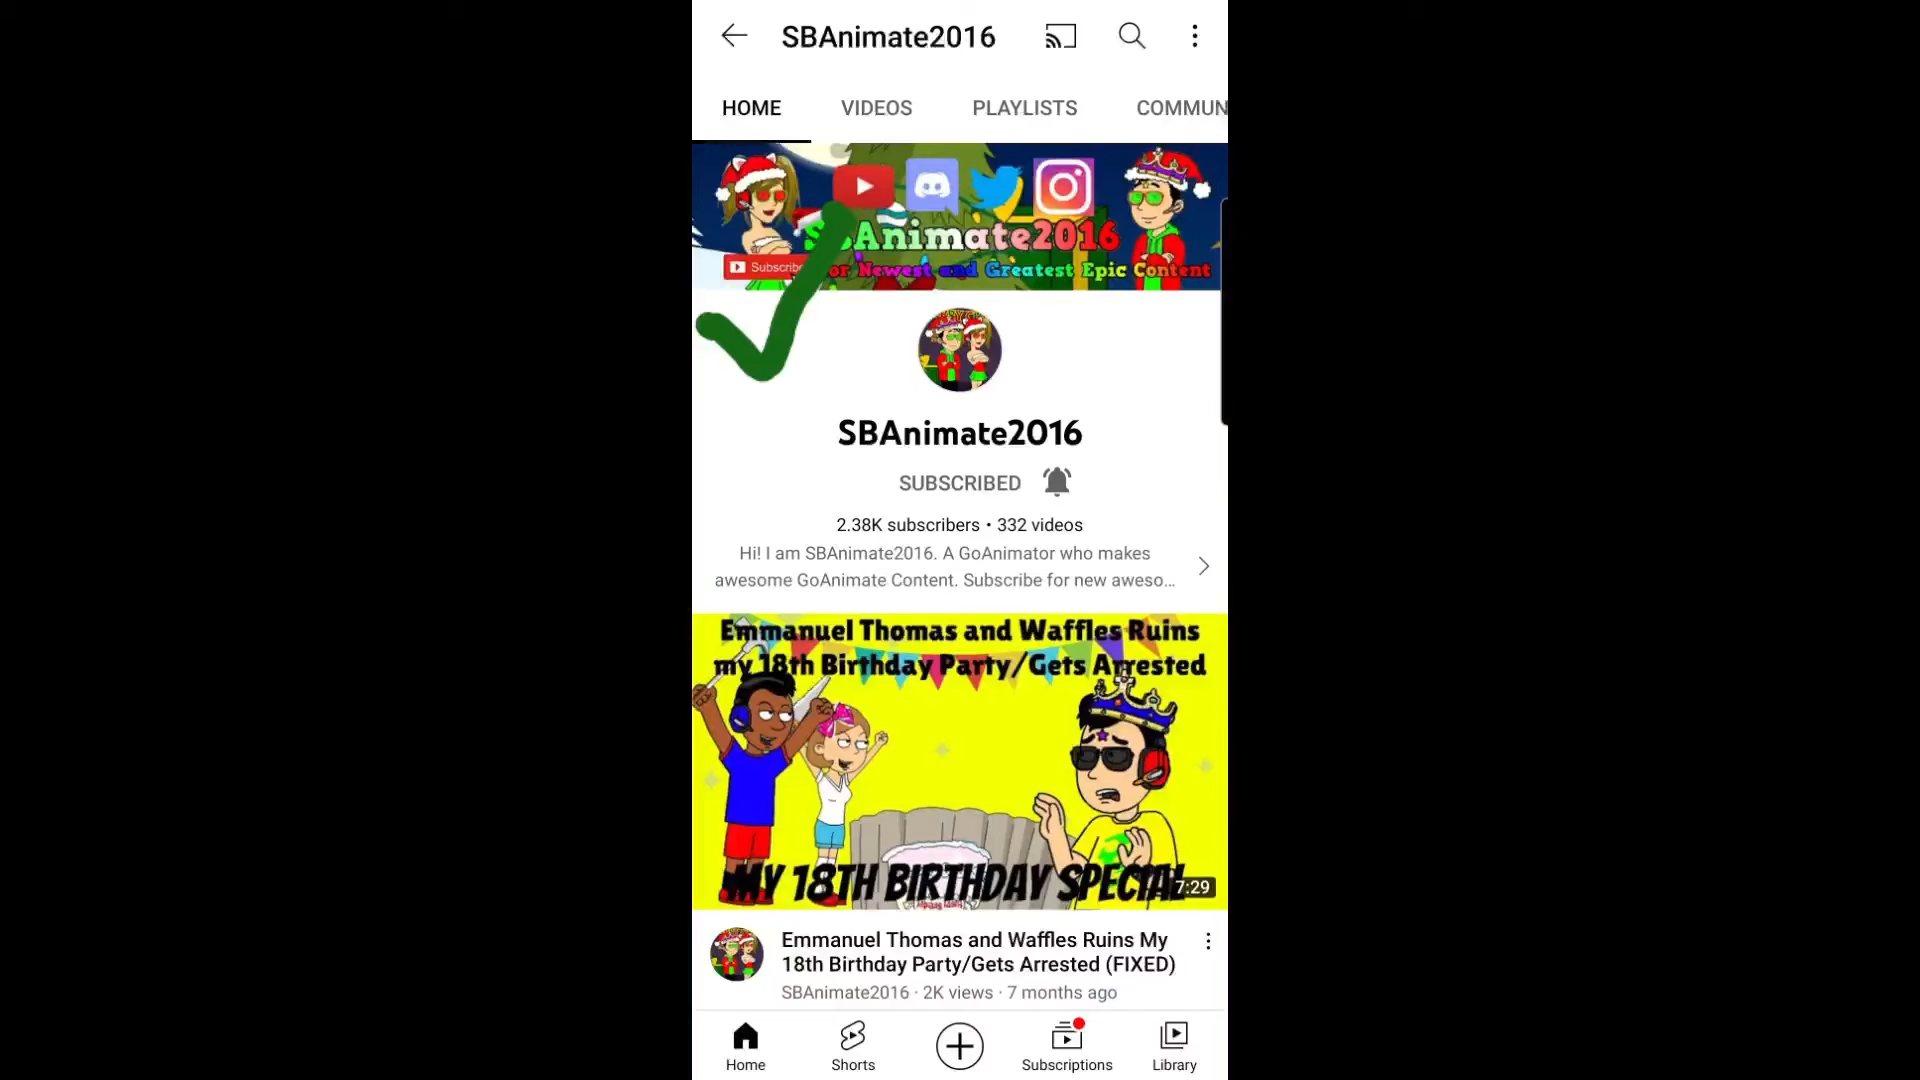 SBAnimate2016
HOME VIDEOS PLAYLISTS COMMUN
SBAnimate2016
Subscribe or Newest and Greatest Epic Content
SBAnimate2016
SUBSCRIBED
2.38K subscribers • 332 videos
Hi! I am SBAnimate2016. A GoAnimator who makes
awesome GoAnimate Content. Subscribe for new aweso...
Emmanuel Thomas and Waffles Ruins
my 18th Birthday Party/Gets Arrested
MY 18TH BIRTHDAY SPECIAL
7:29
Emmanuel Thomas and Waffles Ruins My
18th Birthday Party/Gets Arrested (FIXED)
SBAnimate2016 · 2K views · 7 months ago
Home Shorts Subscriptions Library